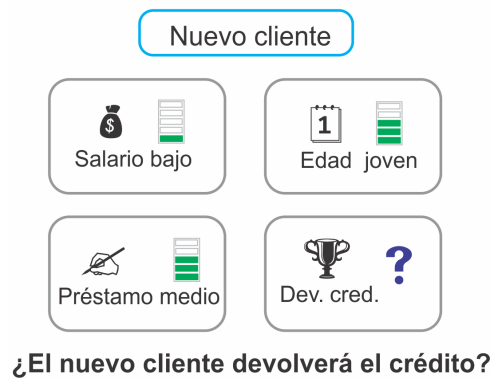 Nuevo cliente
$
Salario bajo
1
Edad joven
Préstamo medio
?
Dev. cred.
¿El nuevo cliente devolverá el crédito?